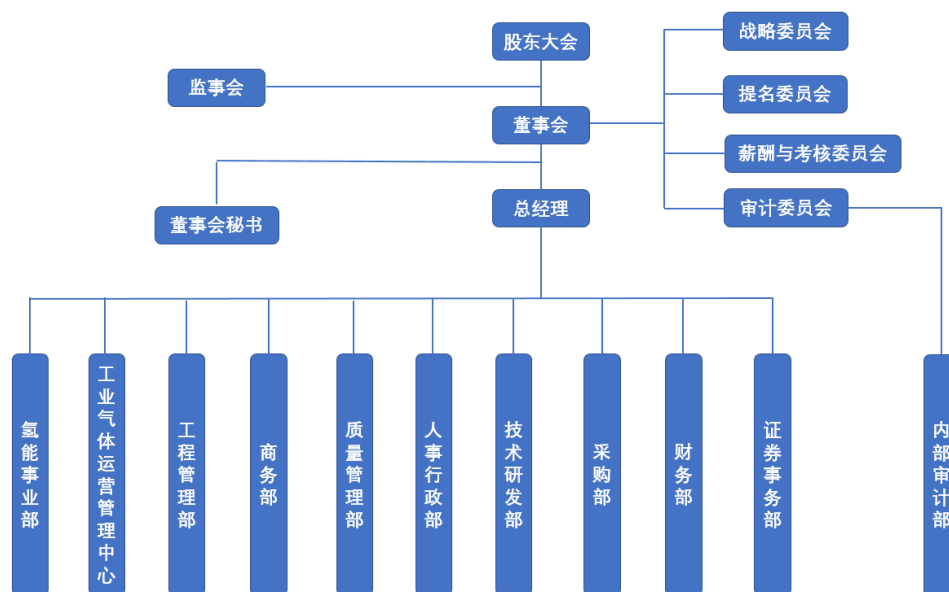 股东大会
战略委员会
监事会
提名委员会
董事会
薪酬与考核委员会
董事会秘书
总经理
审计委员会
氢能事业部
工业气体运营管理中心
工程管理部
商务部
质量管理部
人事行政部
技术研发部
采购部
财务部
证券事务部
内部审计部